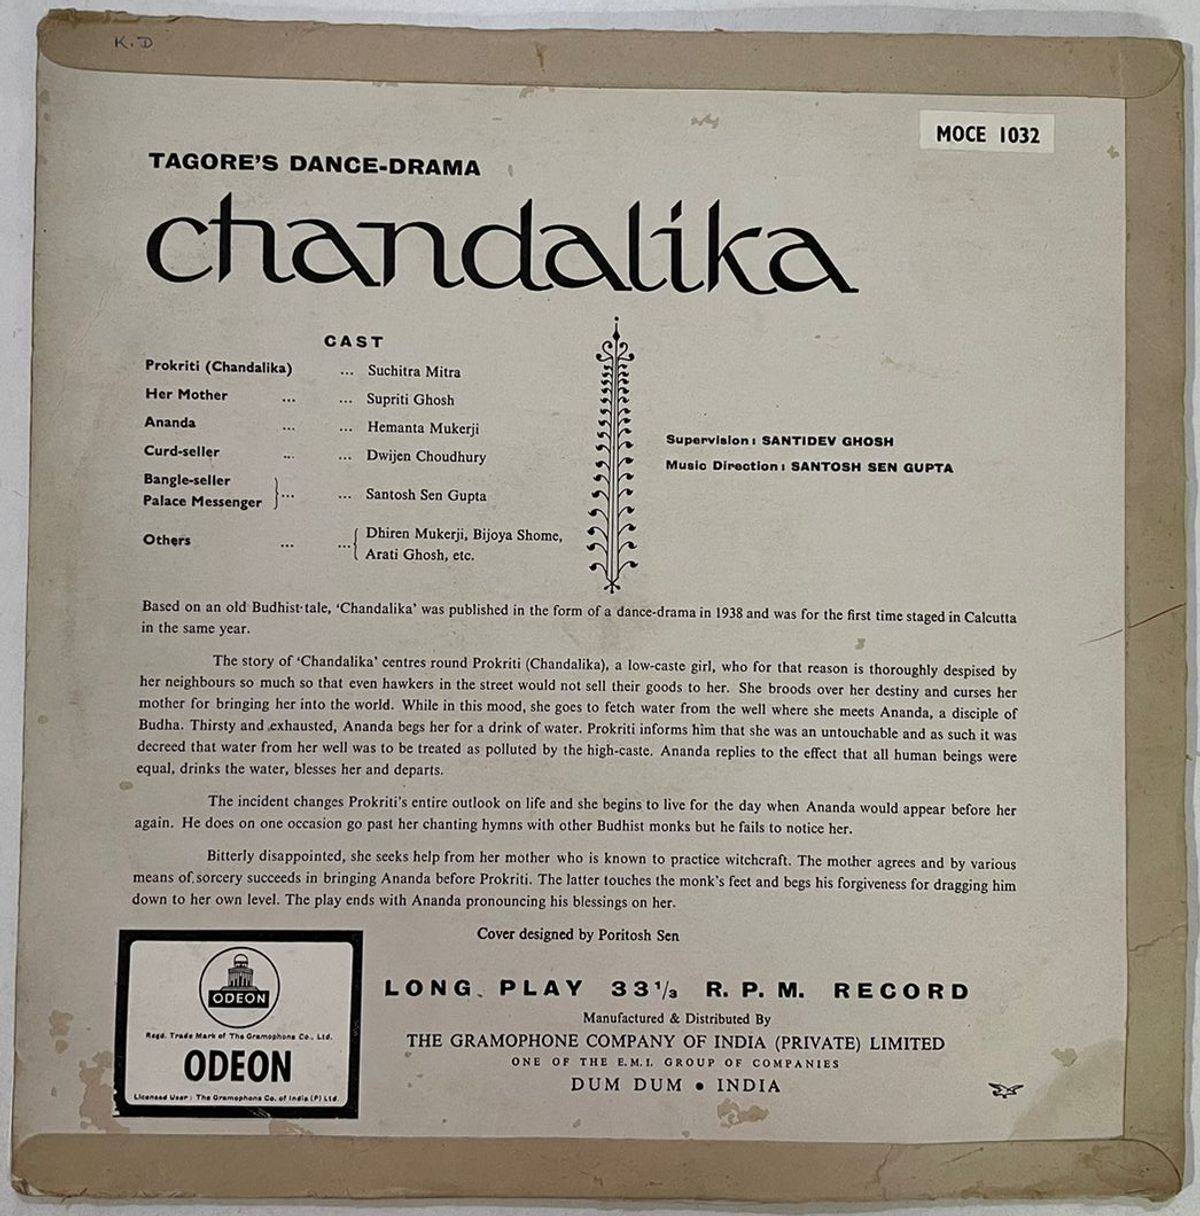 K.D
MOCE 1032
TAGORE'S DANCE-DRAMA
chandalika
CAST
Prokriti (Chandalika) ... Suchitra Mitra
Her Mother ... ... Supriti Ghosh
Ananda ... ... Hemanta Mukerji
Curd-seller ... ... Dwijen Choudhury
Bangle-seller
Palace Messenger }... ... Santosh Sen Gupta
Others ... ...{ Dhiren Mukerji, Bijoya Shome,
Arati Ghosh, etc.
Supervision: SANTIDEV GHOSH
Music Direction: SANTOSH SEN GUPTA
Based on an old Budhist tale, 'Chandalika' was published in the form of a dance-drama in 1938 and was for the first time staged in Calcutta
in the same year.
The story of 'Chandalika' centres round Prokriti (Chandalika), a low-caste girl, who for that reason is thoroughly despised by
her neighbours so much so that even hawkers in the street would not sell their goods to her. She broods over her destiny and curses her
mother for bringing her into the world. While in this mood, she goes to fetch water from the well where she meets Ananda, a disciple of
Budha. Thirsty and exhausted, Ananda begs her for a drink of water. Prokriti informs him that she was an untouchable and as such it was
decreed that water from her well was to be treated as polluted by the high-caste. Ananda replies to the effect that all human beings were
equal, drinks the water, blesses her and departs.
The incident changes Prokriti's entire outlook on life and she begins to live for the day when Ananda would appear before her
again. He does on one occasion go past her chanting hymns with other Budhist monks but he fails to notice her.
Bitterly disappointed, she seeks help from her mother who is known to practice witchcraft. The mother agrees and by various
means of sorcery succeeds in bringing Ananda before Prokriti. The latter touches the monk's feet and begs his forgiveness for dragging him
down to her own level. The play ends with Ananda pronouncing his blessings on her.
Cover designed by Poritosh Sen
ODEON
Regd. Trade Mark of The Gramophone Co., Ltd.
ODEON
Licensed User: The Gramophone Co. of India (P) Ltd.
LONG PLAY 33 1/3 R. P. M. RECORD
Manufactured & Distributed By
THE GRAMOPHONE COMPANY OF INDIA (PRIVATE) LIMITED
ONE OF THE E.M.I. GROUP OF COMPANIES
DUM DUM • INDIA